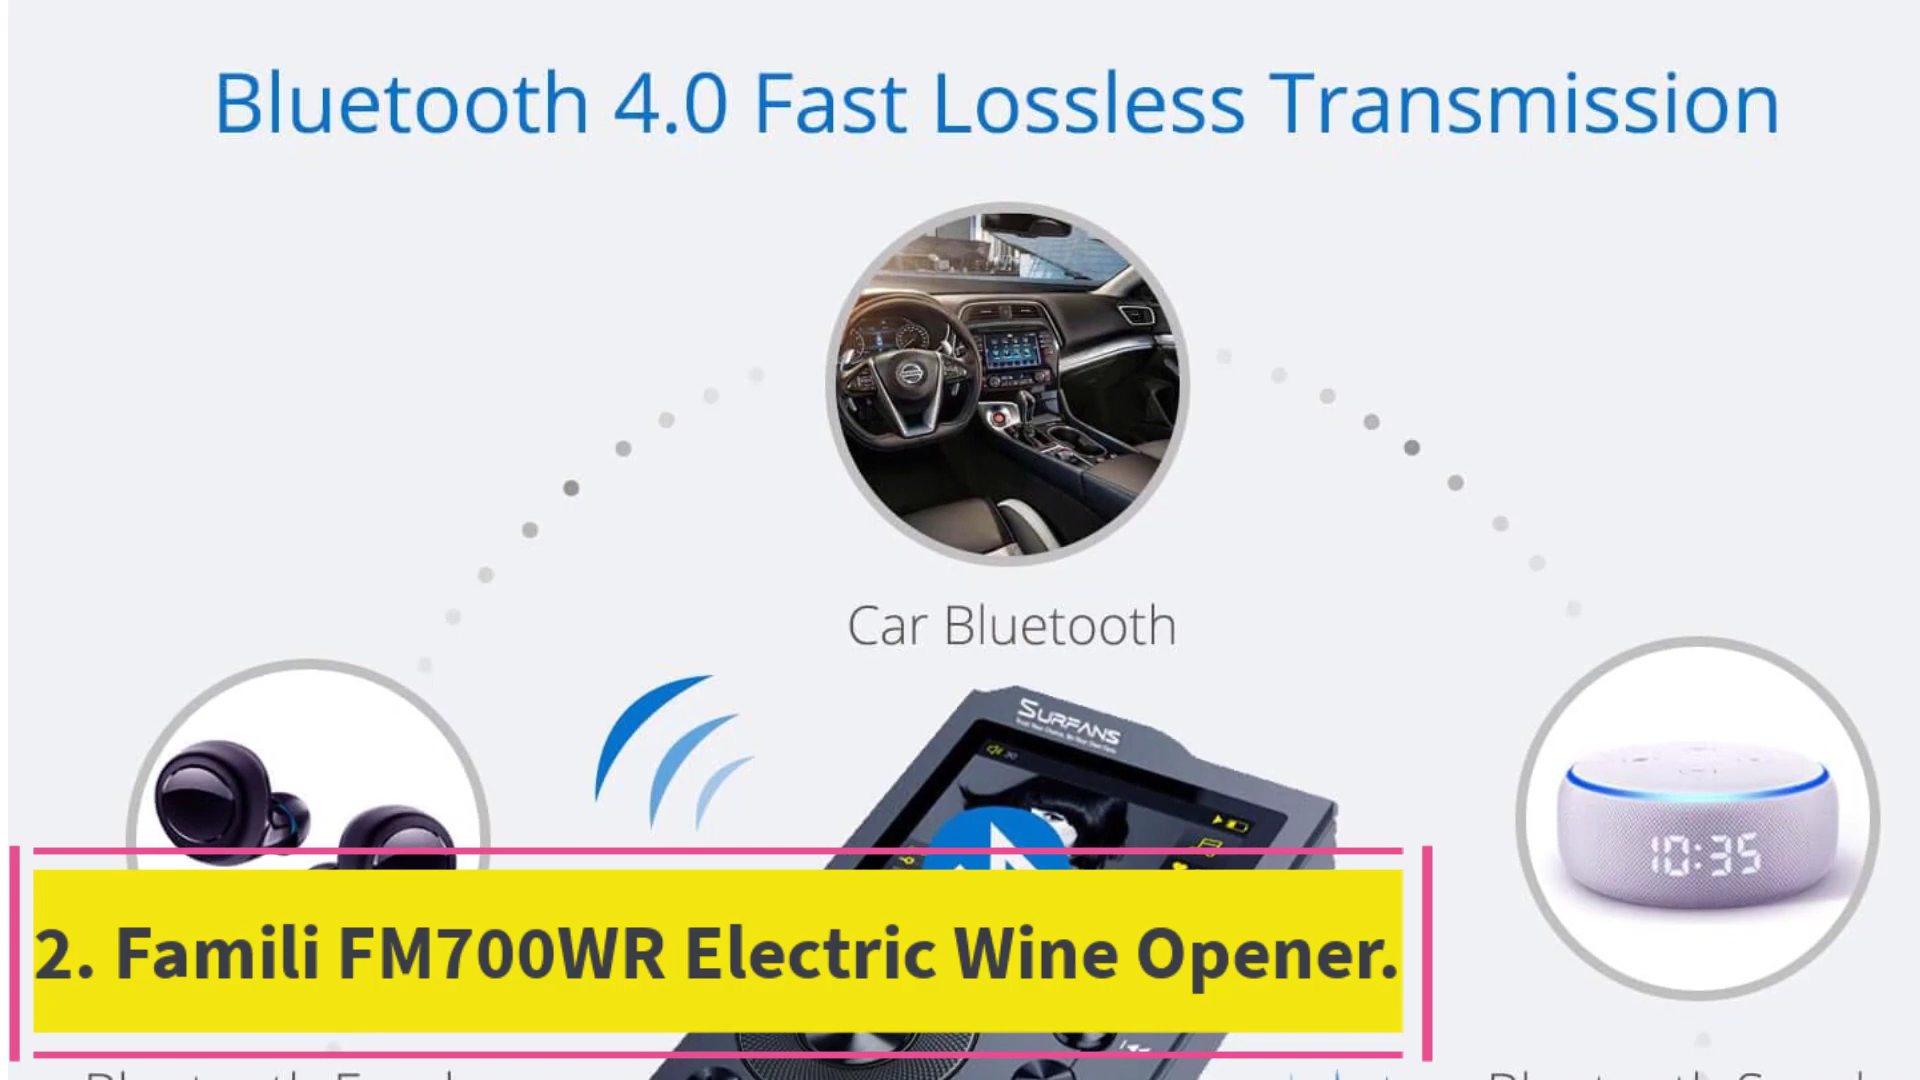 Bluetooth 4.0 Fast Lossless Transmission
Car Bluetooth
SURFANS
10:35
2. Famili FM700WR Electric Wine Opener.